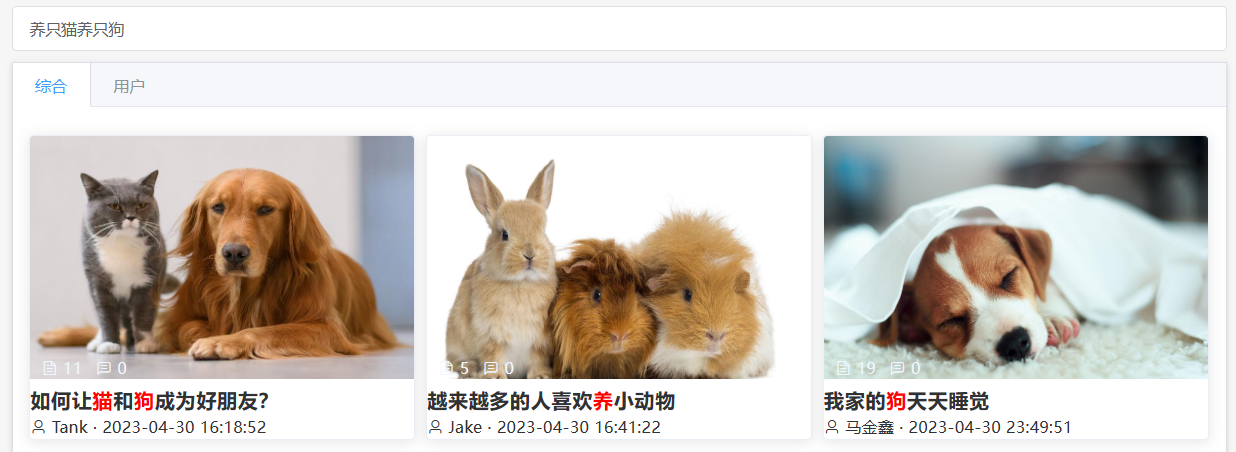 养只猫养只狗
综合 用户
11 0
如何让猫和狗成为好朋友?
Tank · 2023-04-30 16:18:52
5 0
越来越多的人喜欢养小动物
Jake · 2023-04-30 16:41:22
19 0
我家的狗天天睡觉
马金鑫 · 2023-04-30 23:49:51